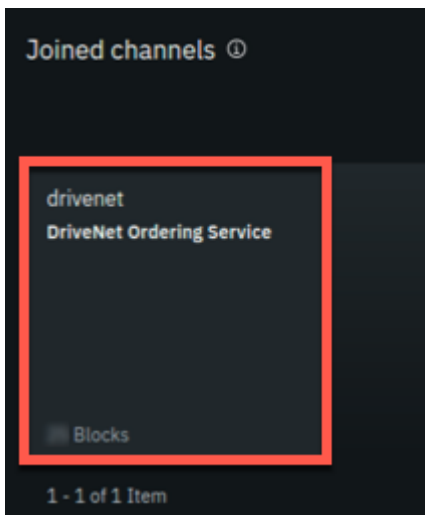 Joined channels
drivenet
DriveNet Ordering Service
Blocks
1 - 1 of 1 Item